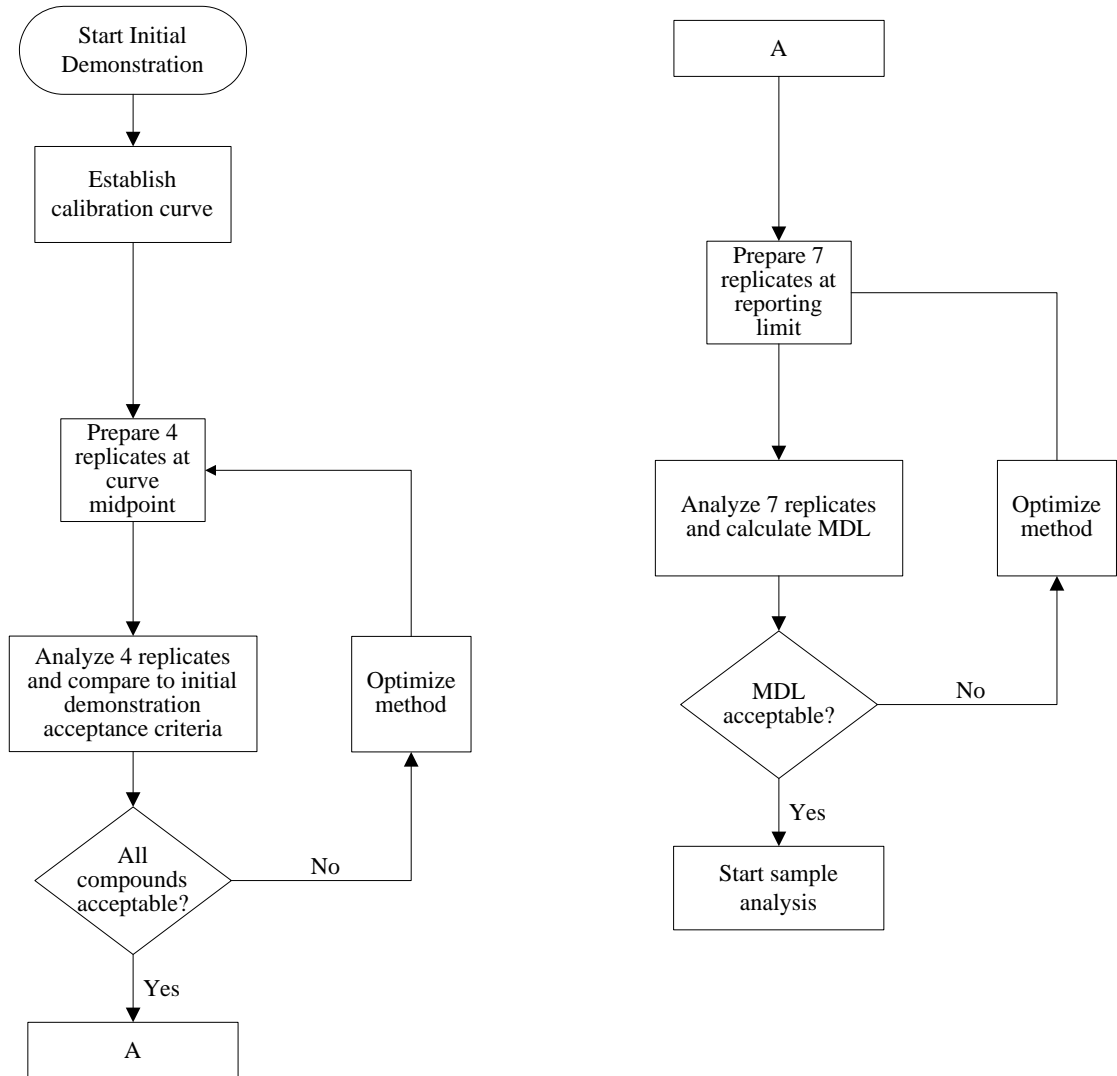 Start Initial
Demonstration
Establish
calibration curve
Prepare 4
replicates at
curve
midpoint
Analyze 4 replicates
and compare to initial
demonstration
acceptance criteria
Optimize
method
All
compounds
acceptable?
No
Yes
A
A
Prepare 7
replicates at
reporting
limit
Analyze 7 replicates
and calculate MDL
Optimize
method
MDL
acceptable?
No
Yes
Start sample
analysis